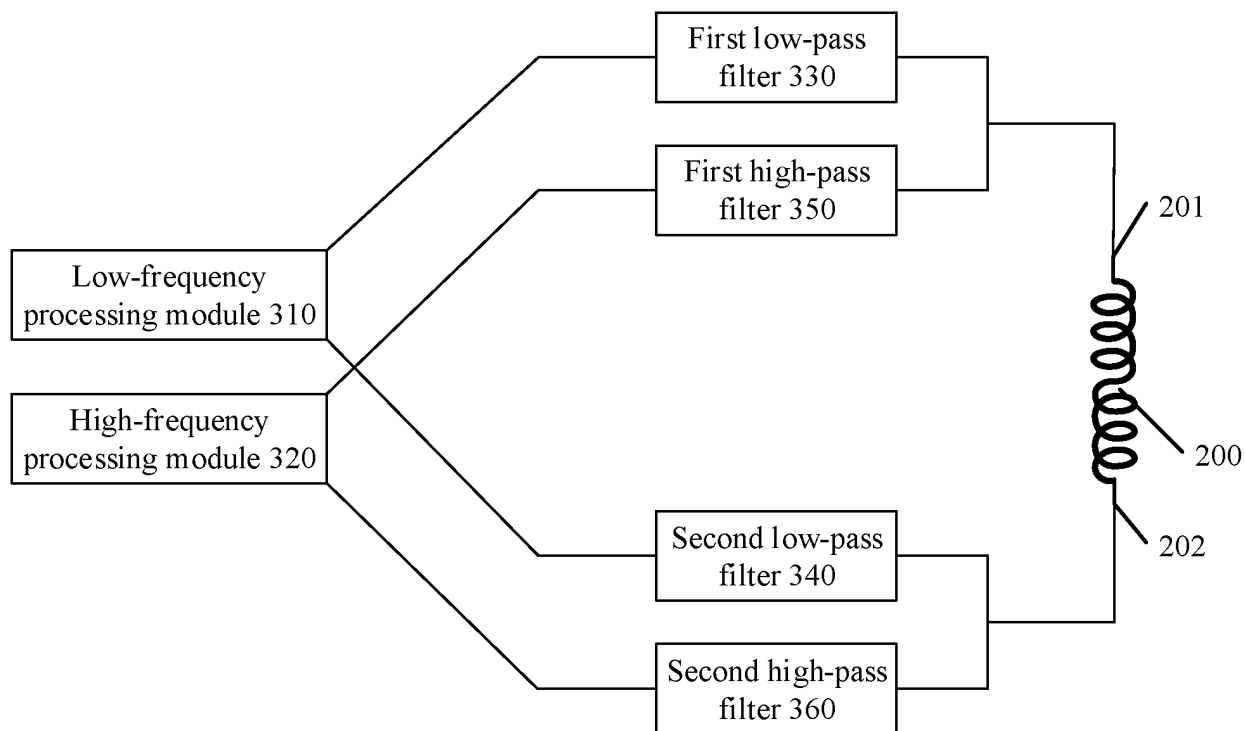 First low-pass
filter 330
First high-pass
filter 350
201
Low-frequency
processing module 310
High-frequency
processing module 320
200
Second low-pass
filter 340
202
Second high-pass
filter 360